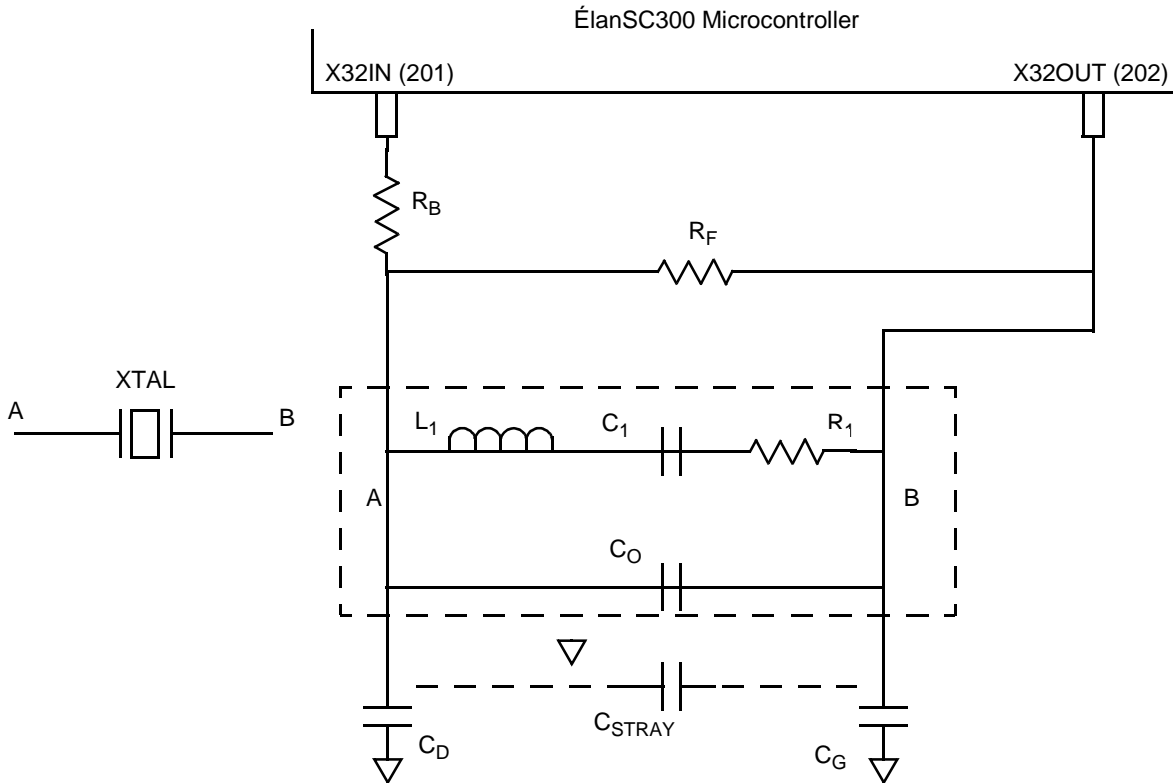 ÉlanSC300 Microcontroller
X32IN (201)
X32OUT (202)
RB
RF
XTAL
A
B
L1
C1
R1
A
B
CO
CSTRAY
CD
CG